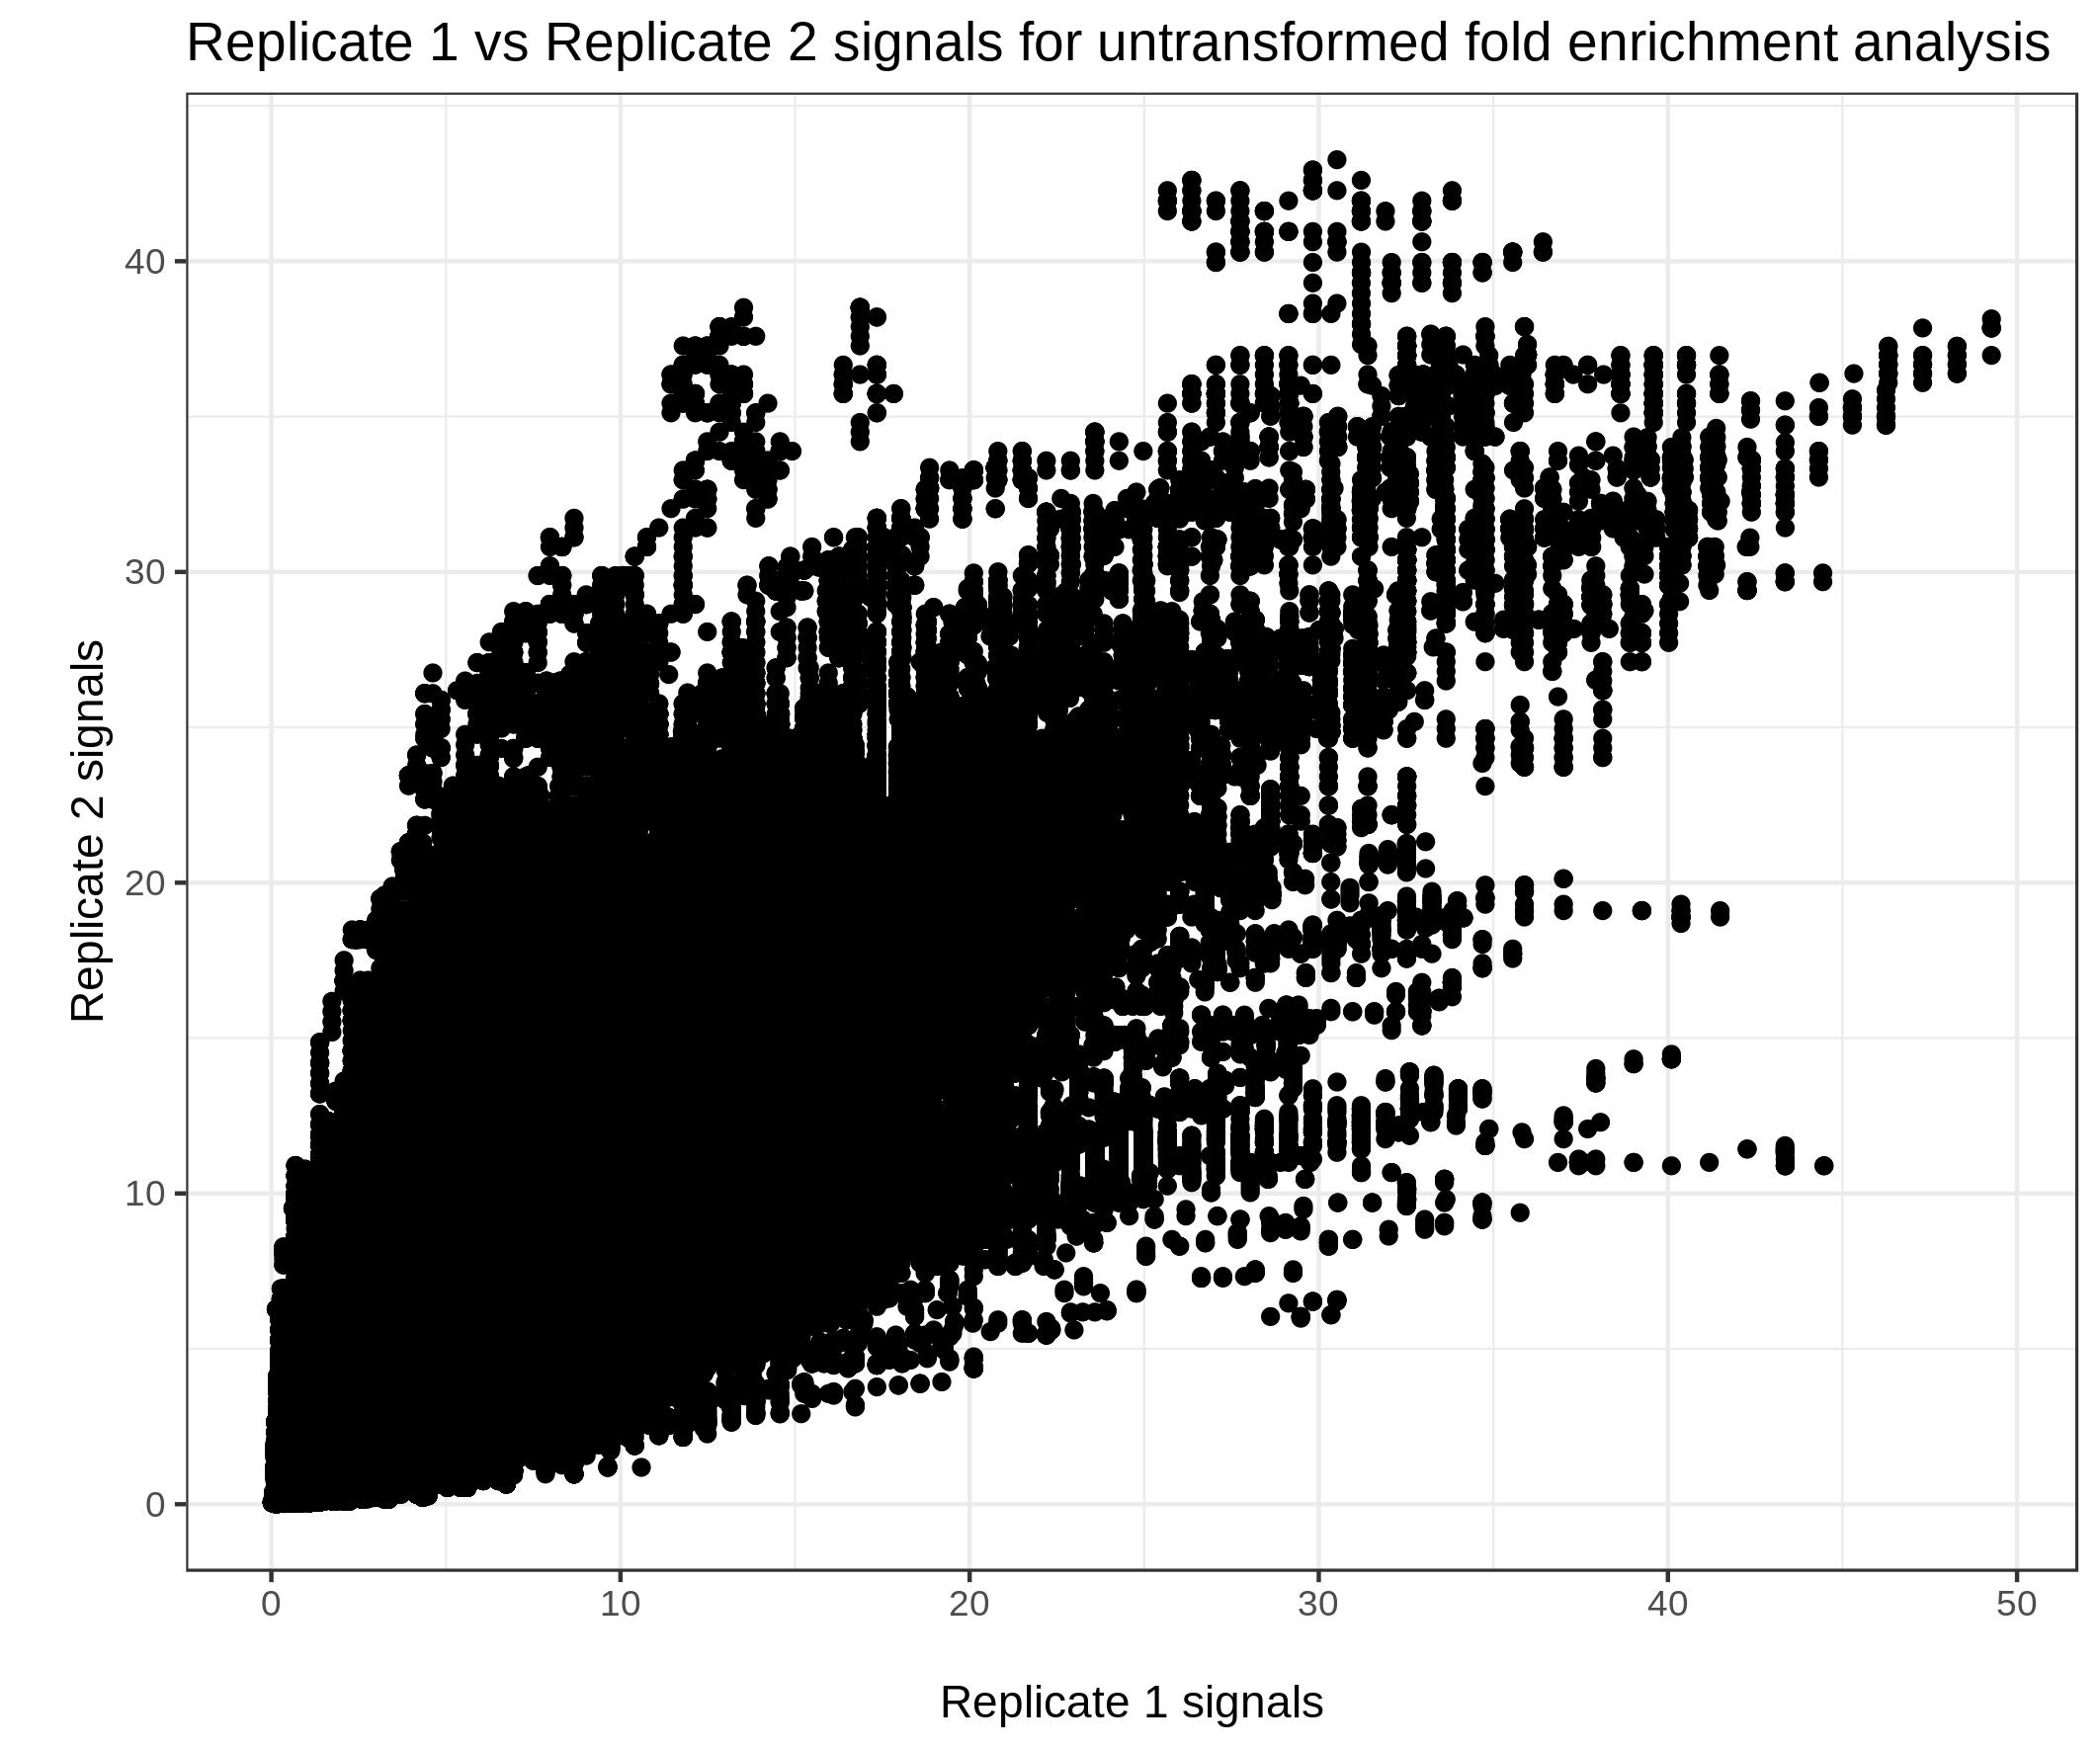 Replicate 1 vs Replicate 2 signals for untransformed fold enrichment analysis
Replicate 2 signals
40
30
20
10
0
0 10 20 30 40 50
Replicate 1 signals